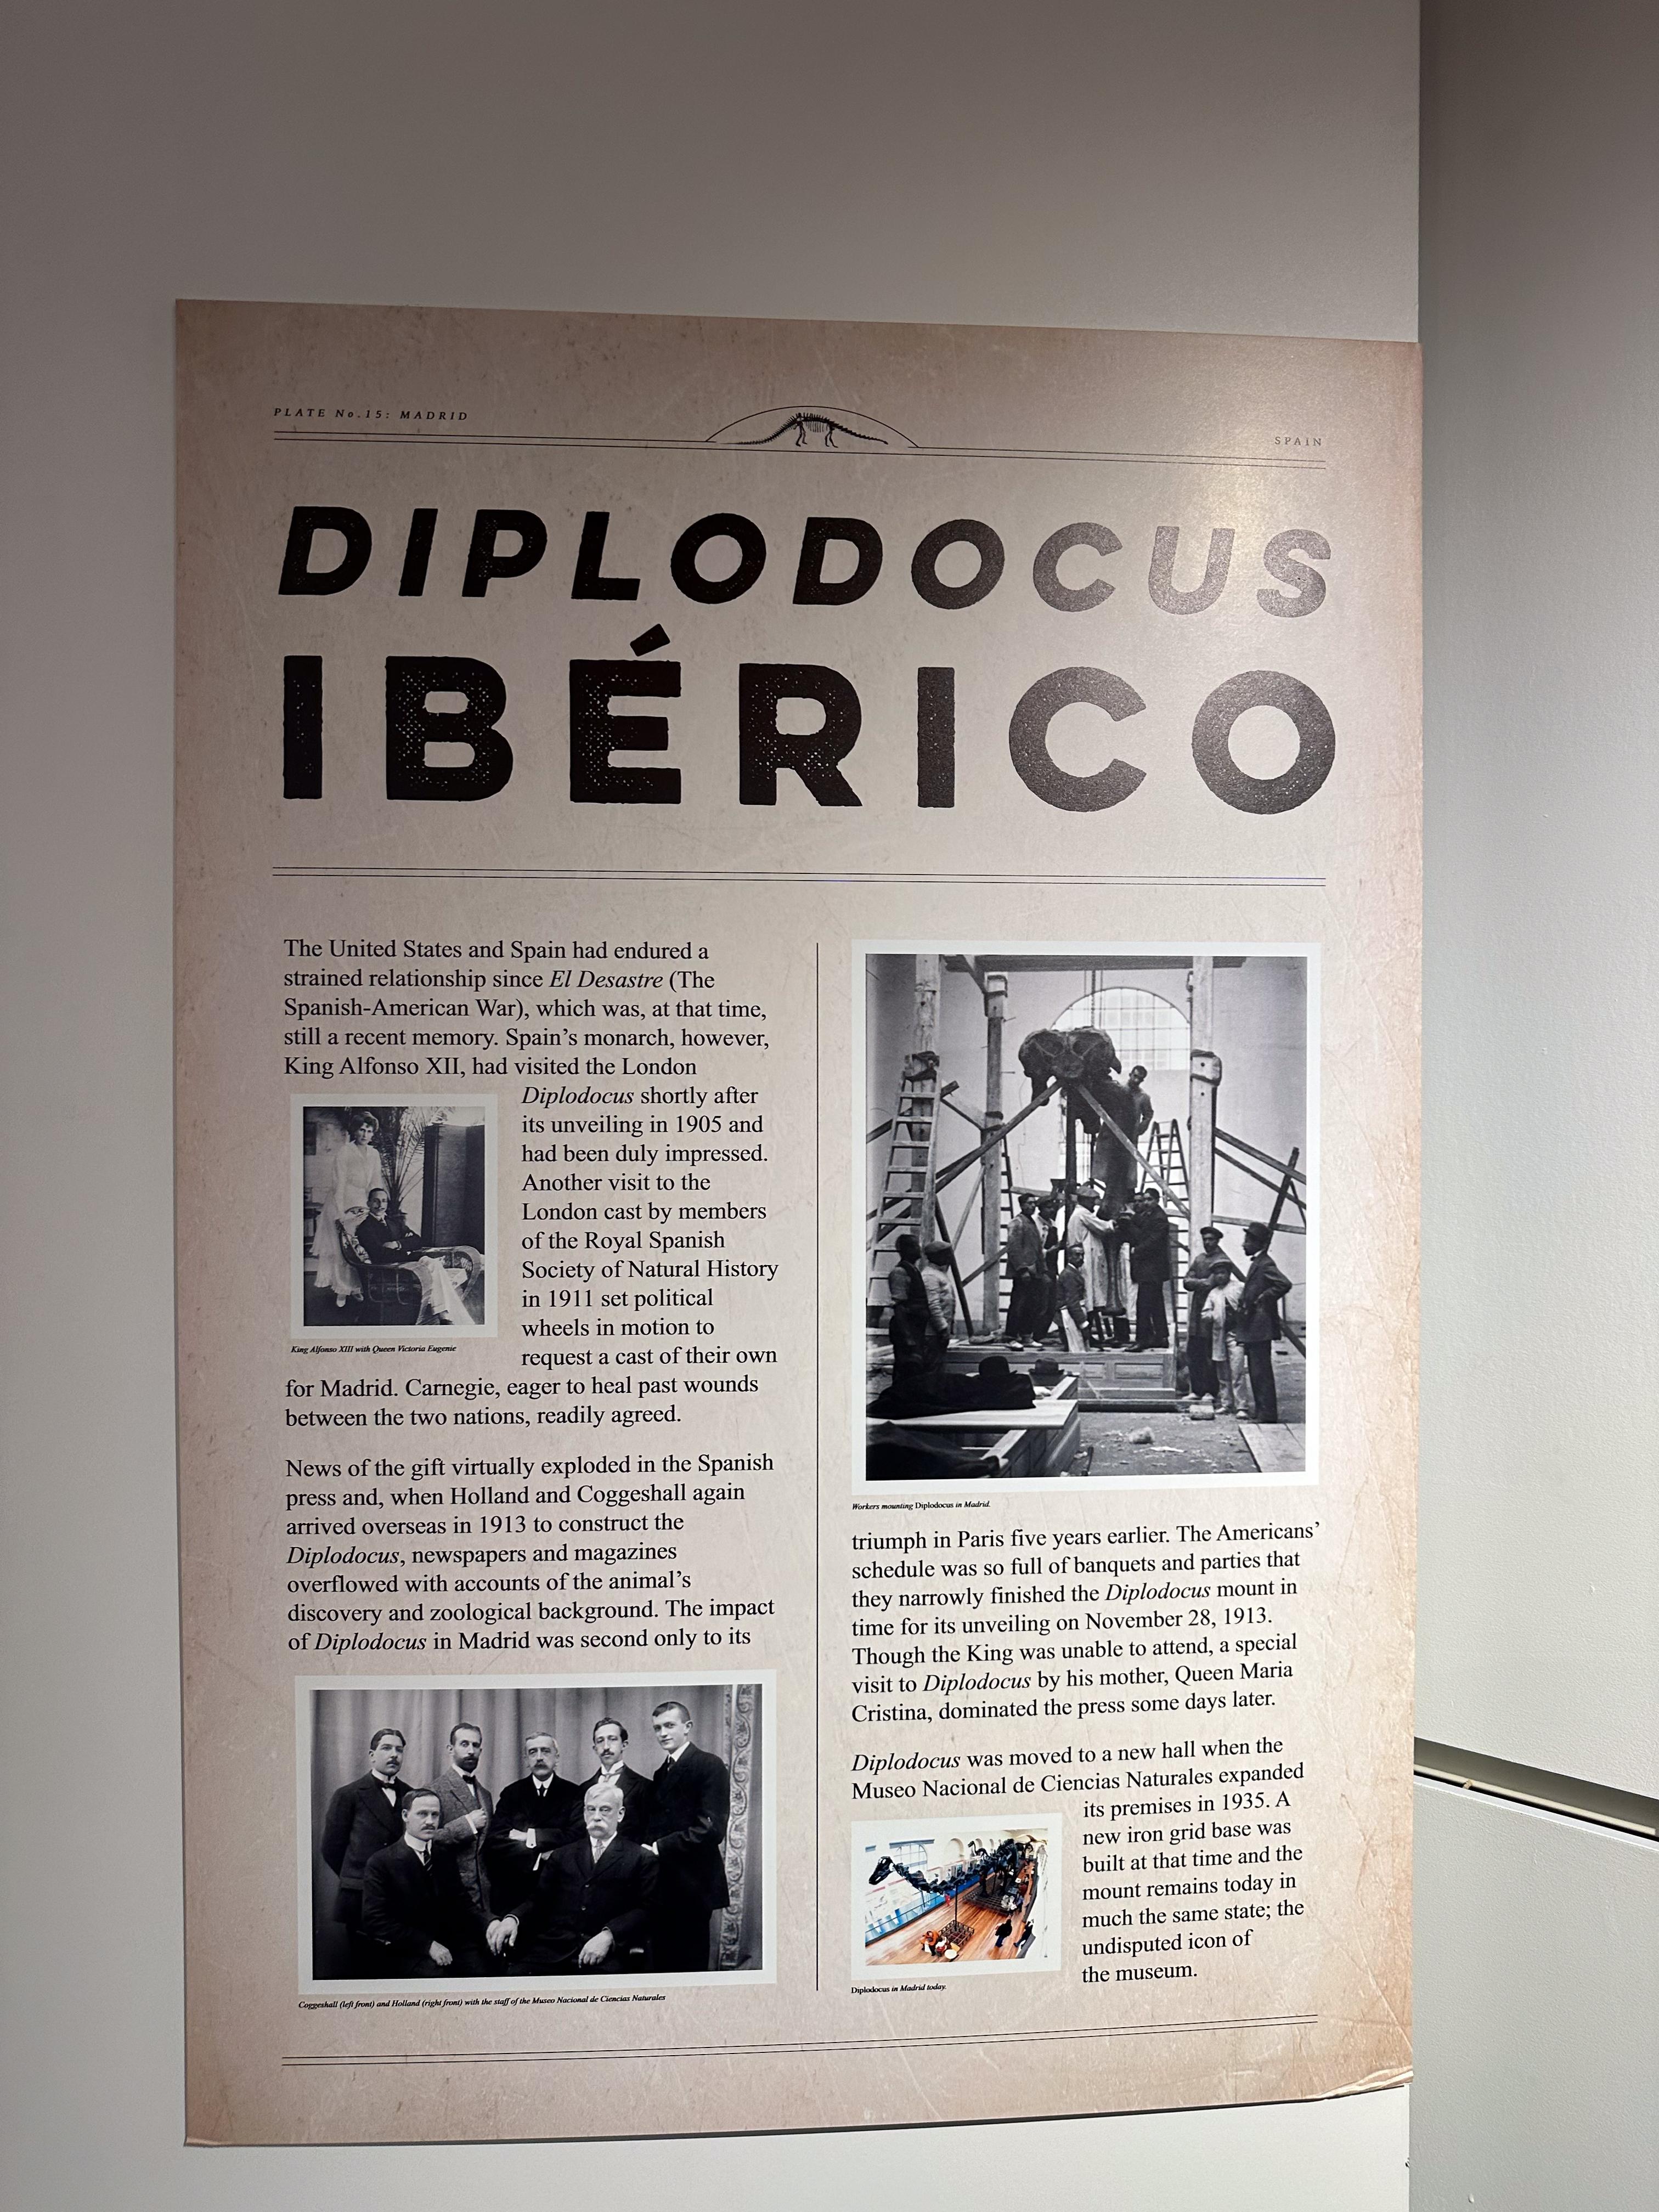 PLATE No.15: MADRID
SPAIN
DIPLODOCUS
IBÉRICO
The United States and Spain had endured a
strained relationship since El Desastre (The
Spanish-American War), which was, at that time,
still a recent memory. Spain's monarch, however,
King Alfonso XII, had visited the London
Diplodocus shortly after
its unveiling in 1905 and
had been duly impressed.
Another visit to the
London cast by members
of the Royal Spanish
Society of Natural History
in 1911 set political
wheels in motion to
request a cast of their own
King Alfonso XIII with Queen Victoria Eugenie
for Madrid. Carnegie, eager to heal past wounds
between the two nations, readily agreed.
News of the gift virtually exploded in the Spanish
press and, when Holland and Coggeshall again
arrived overseas in 1913 to construct the
Diplodocus, newspapers and magazines
overflowed with accounts of the animal's
discovery and zoological background. The impact
of Diplodocus in Madrid was second only to its
Coggeshall (left front) and Holland (right front) with the staff of the Museo Nacional de Ciencias Naturales
Workers mounting Diplodocus in Madrid.
triumph in Paris five years earlier. The Americans'
schedule was so full of banquets and parties that
they narrowly finished the Diplodocus mount in
time for its unveiling on November 28, 1913.
Though the King was unable to attend, a special
visit to Diplodocus by his mother, Queen Maria
Cristina, dominated the press some days later.
Diplodocus was moved to a new hall when the
Museo Nacional de Ciencias Naturales expanded
its premises in 1935. A
new iron grid base was
built at that time and the
mount remains today in
much the same state; the
undisputed icon of
the museum.
Diplodocus in Madrid today.